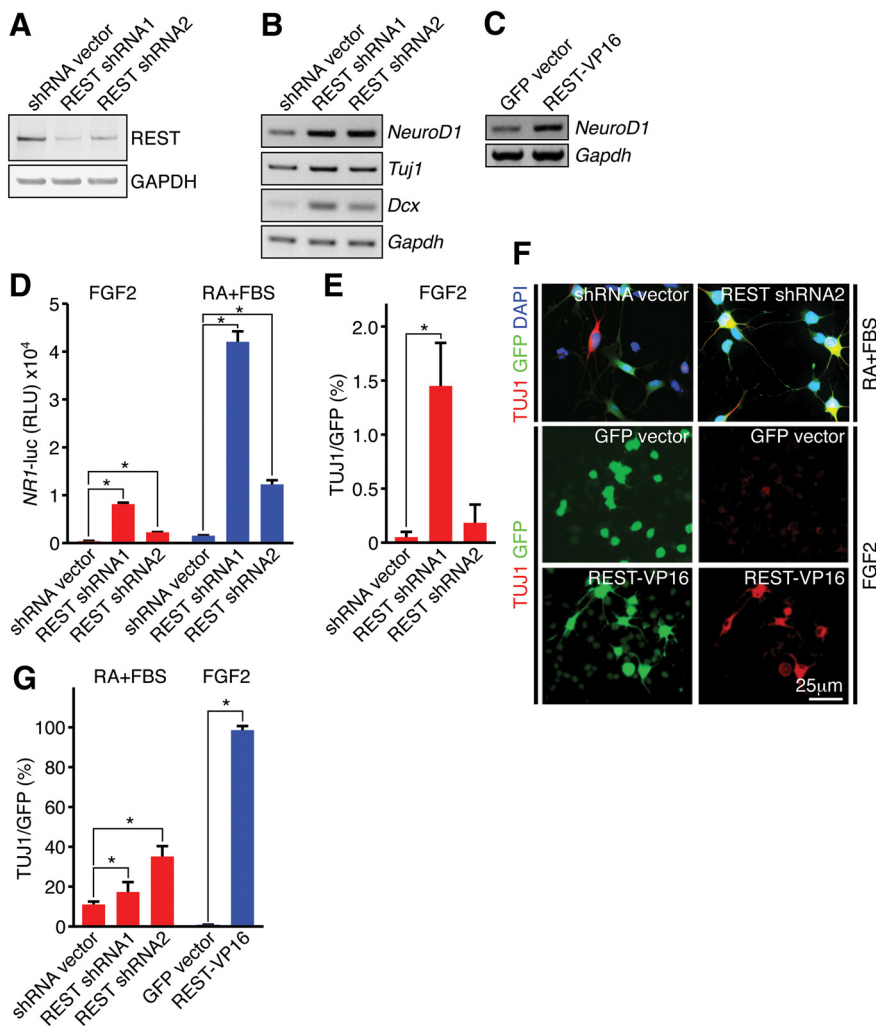 A
shRNA vector
REST shRNA1
REST shRNA2
REST
GAPDH
B
shRNA vector
REST shRNA1
REST shRNA2
NeuroD1
Tuj1
Dcx
Gapdh
C
GFP vector
REST-VP16
NeuroD1
Gapdh
D
FGF2
RA+FBS
NR1-luc (RLU) x10⁴
5
4
3
2
1
0
*
*
*
*
shRNA vector
REST shRNA1
REST shRNA2
shRNA vector
REST shRNA1
REST shRNA2
E
FGF2
TUJ1/GFP (%)
2.0
1.5
1.0
0.5
0
*
shRNA vector
REST shRNA1
REST shRNA2
F
TUJ1 GFP DAPI
shRNA vector
REST shRNA2
RA+FBS
TUJ1 GFP
GFP vector
GFP vector
REST-VP16
REST-VP16
25μm
FGF2
G
RA+FBS
FGF2
TUJ1/GFP (%)
100
80
60
40
20
0
*
*
*
shRNA vector
REST shRNA1
REST shRNA2
GFP vector
REST-VP16